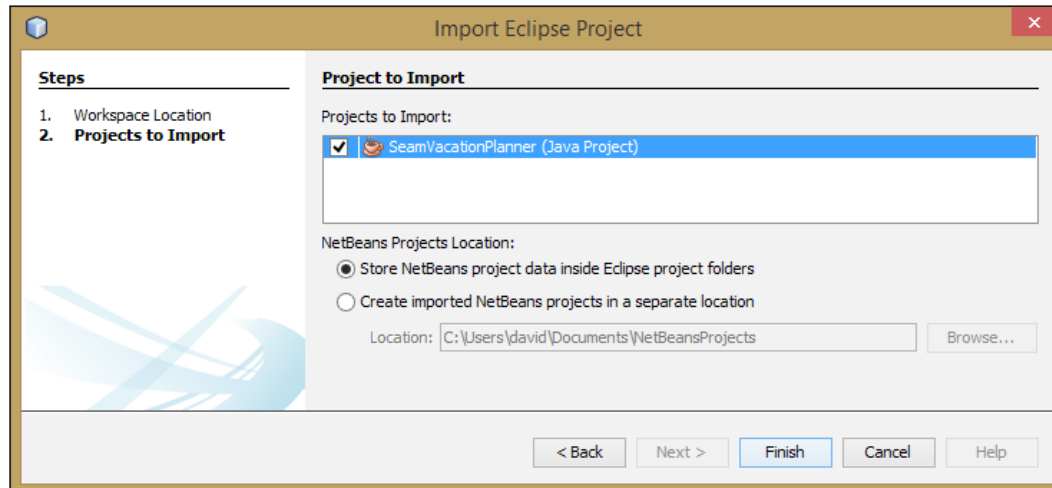 Import Eclipse Project
Steps
1. Workspace Location
2. Projects to Import
Project to Import
Projects to Import:
SeamVacationPlanner (Java Project)
NetBeans Projects Location:
Store NetBeans project data inside Eclipse project folders
Create imported NetBeans projects in a separate location
Location: C:\Users\david\Documents\NetBeansProjects Browse...
< Back Next > Finish Cancel Help